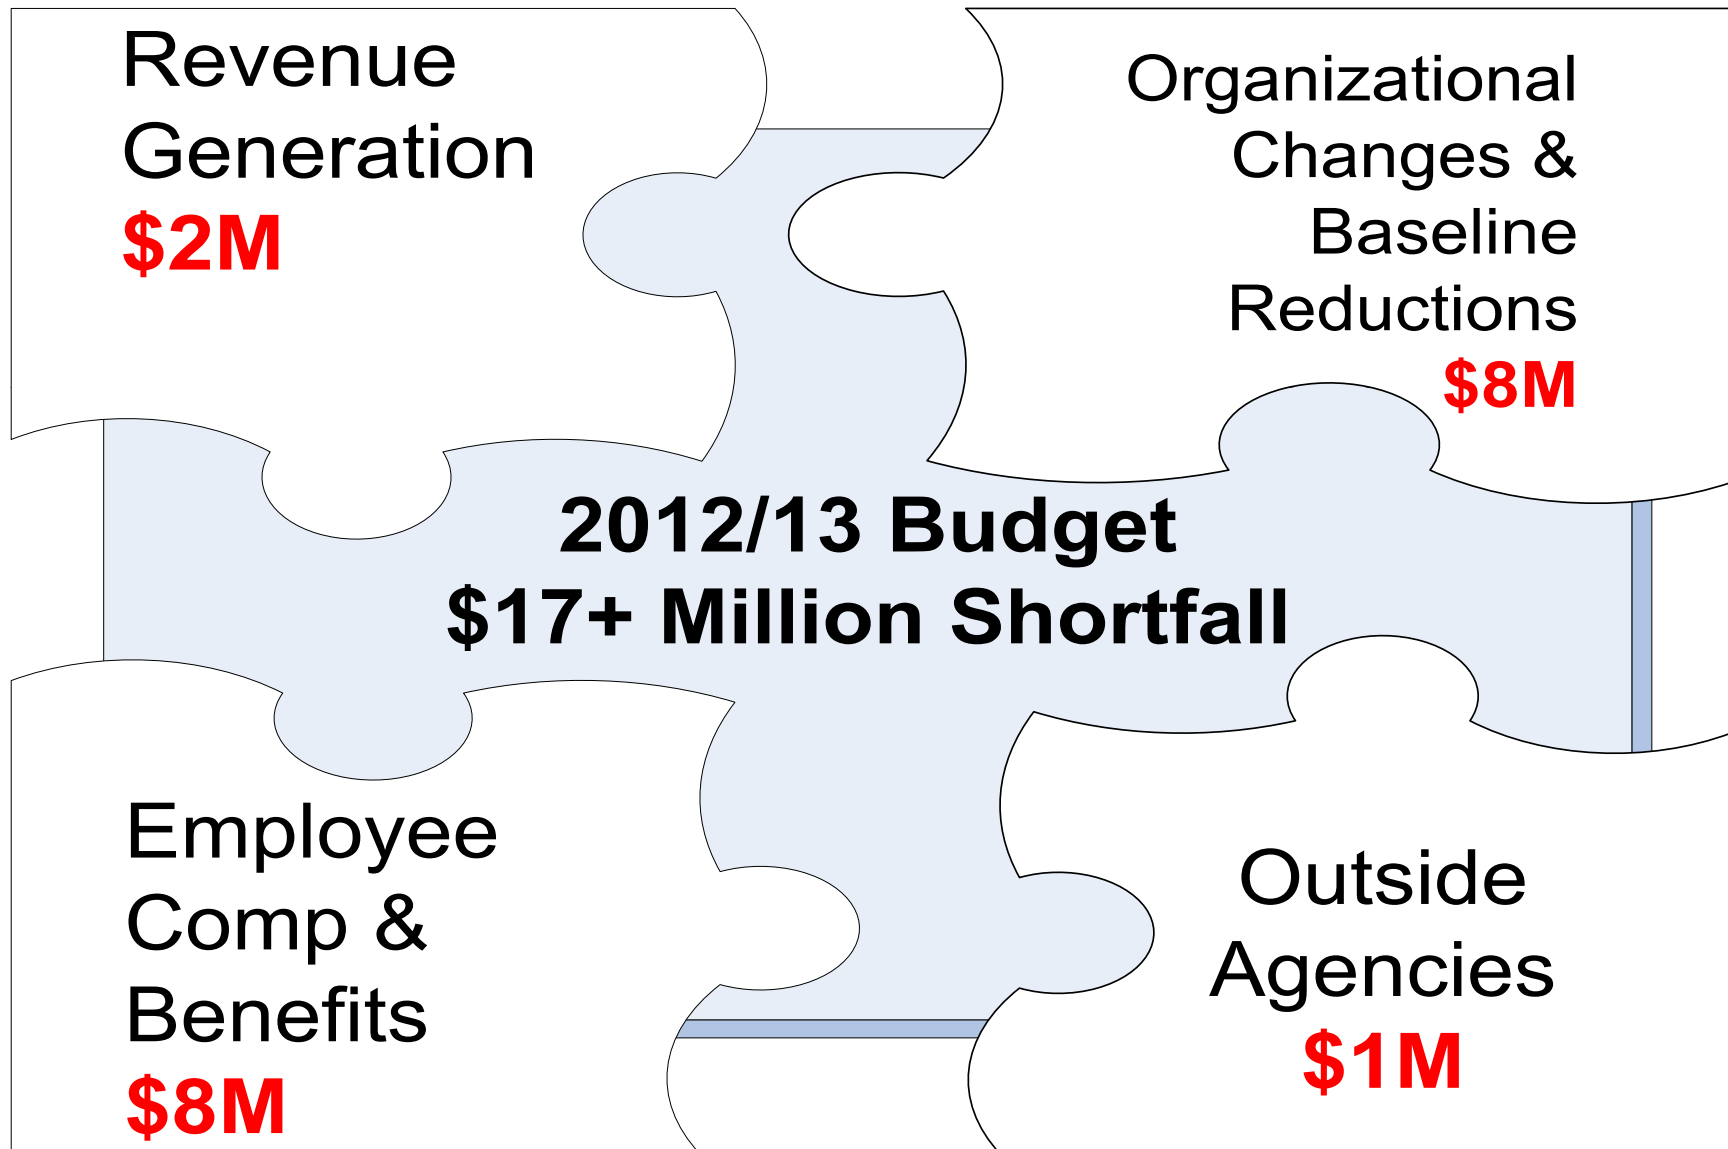 Revenue
Generation
$2M
Organizational
Changes &
Baseline
Reductions
$8M
2012/13 Budget
$17+ Million Shortfall
Employee
Comp &
Benefits
$8M
Outside
Agencies
$1M